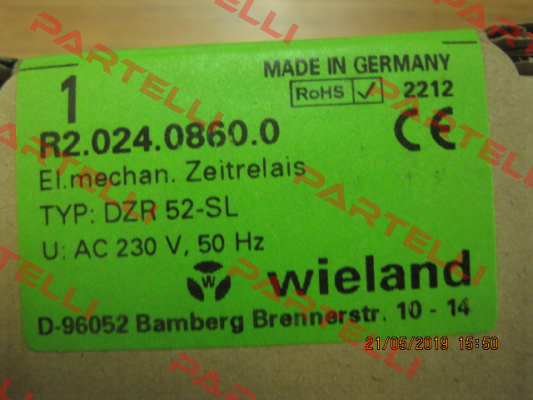 MADE IN GERMANY
1
RoHS ✓ 2212
R2.024.0860.0
CE
El.mechan. Zeitrelais
TYP: DZR 52-SL
U: AC 230 V, 50 Hz
wieland
D-96052 Bamberg Brennerstr. 10 - 14
21/05/2019 15:50
PARTELLI
PARTELLI
PARTELLI
PARTELLI
PARTELLI
PARTELLI
PARTELLI